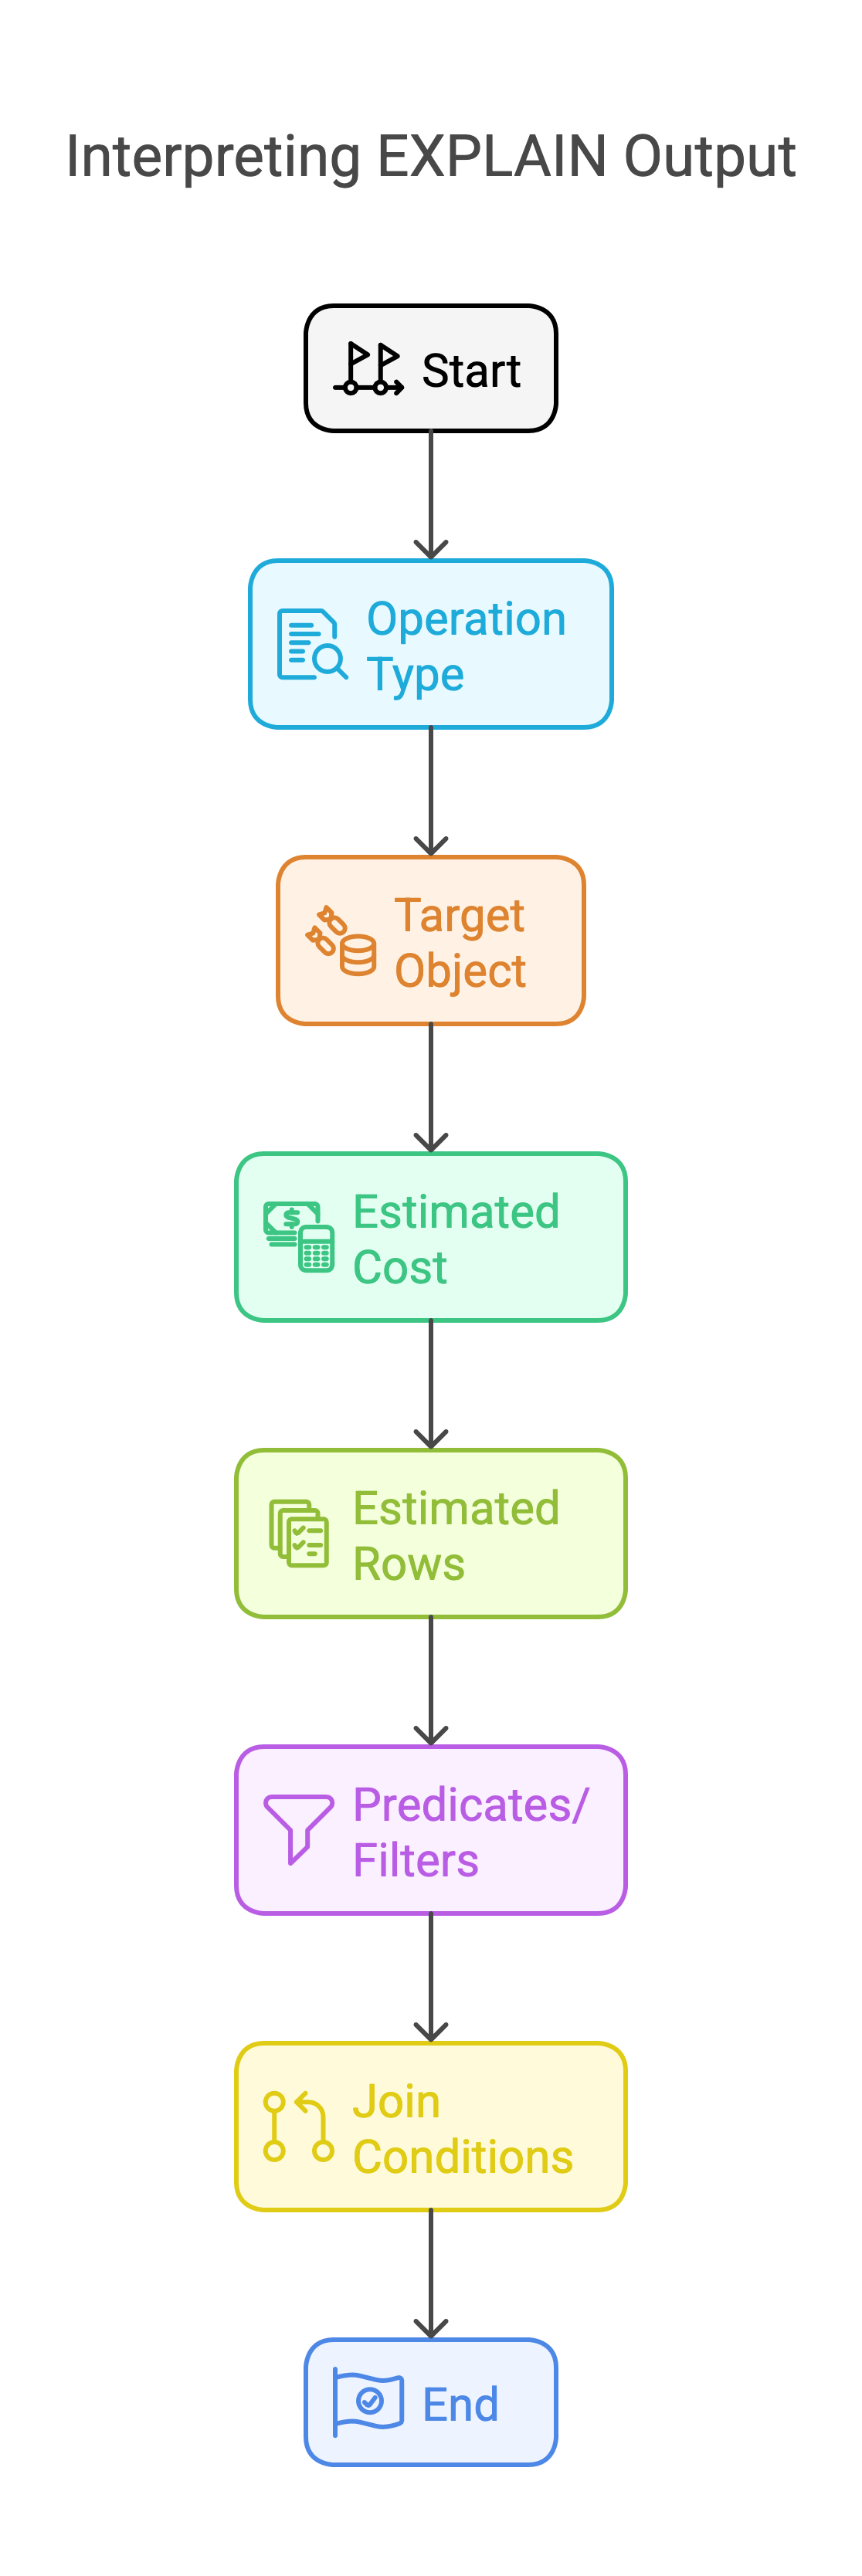 Interpreting EXPLAIN Output
Start
Operation
Type
Target
Object
$
Estimated
Cost
Estimated
Rows
Predicates/
Filters
Join
Conditions
End